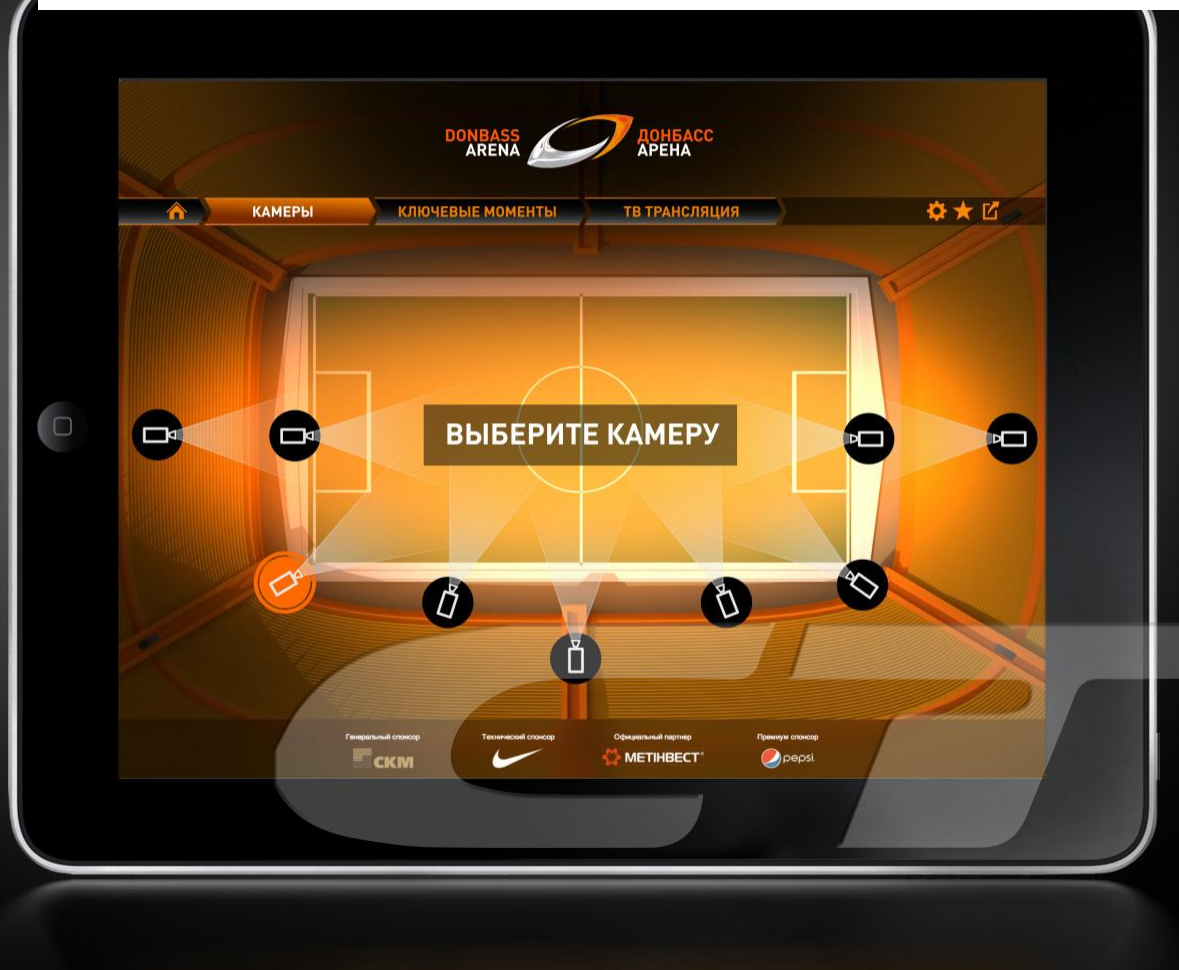 DONBASS
ARENA
ДОНБАСС
АРЕНА
КАМЕРЫ
КЛЮЧЕВЫЕ МОМЕНТЫ
ТВ ТРАНСЛЯЦИЯ
ВЫБЕРИТЕ КАМЕРУ
Генеральный спонсор
Технический спонсор
Официальный партнер
Премиум спонсор
СКМ
МЕТІНВЕСТ
pepsi.